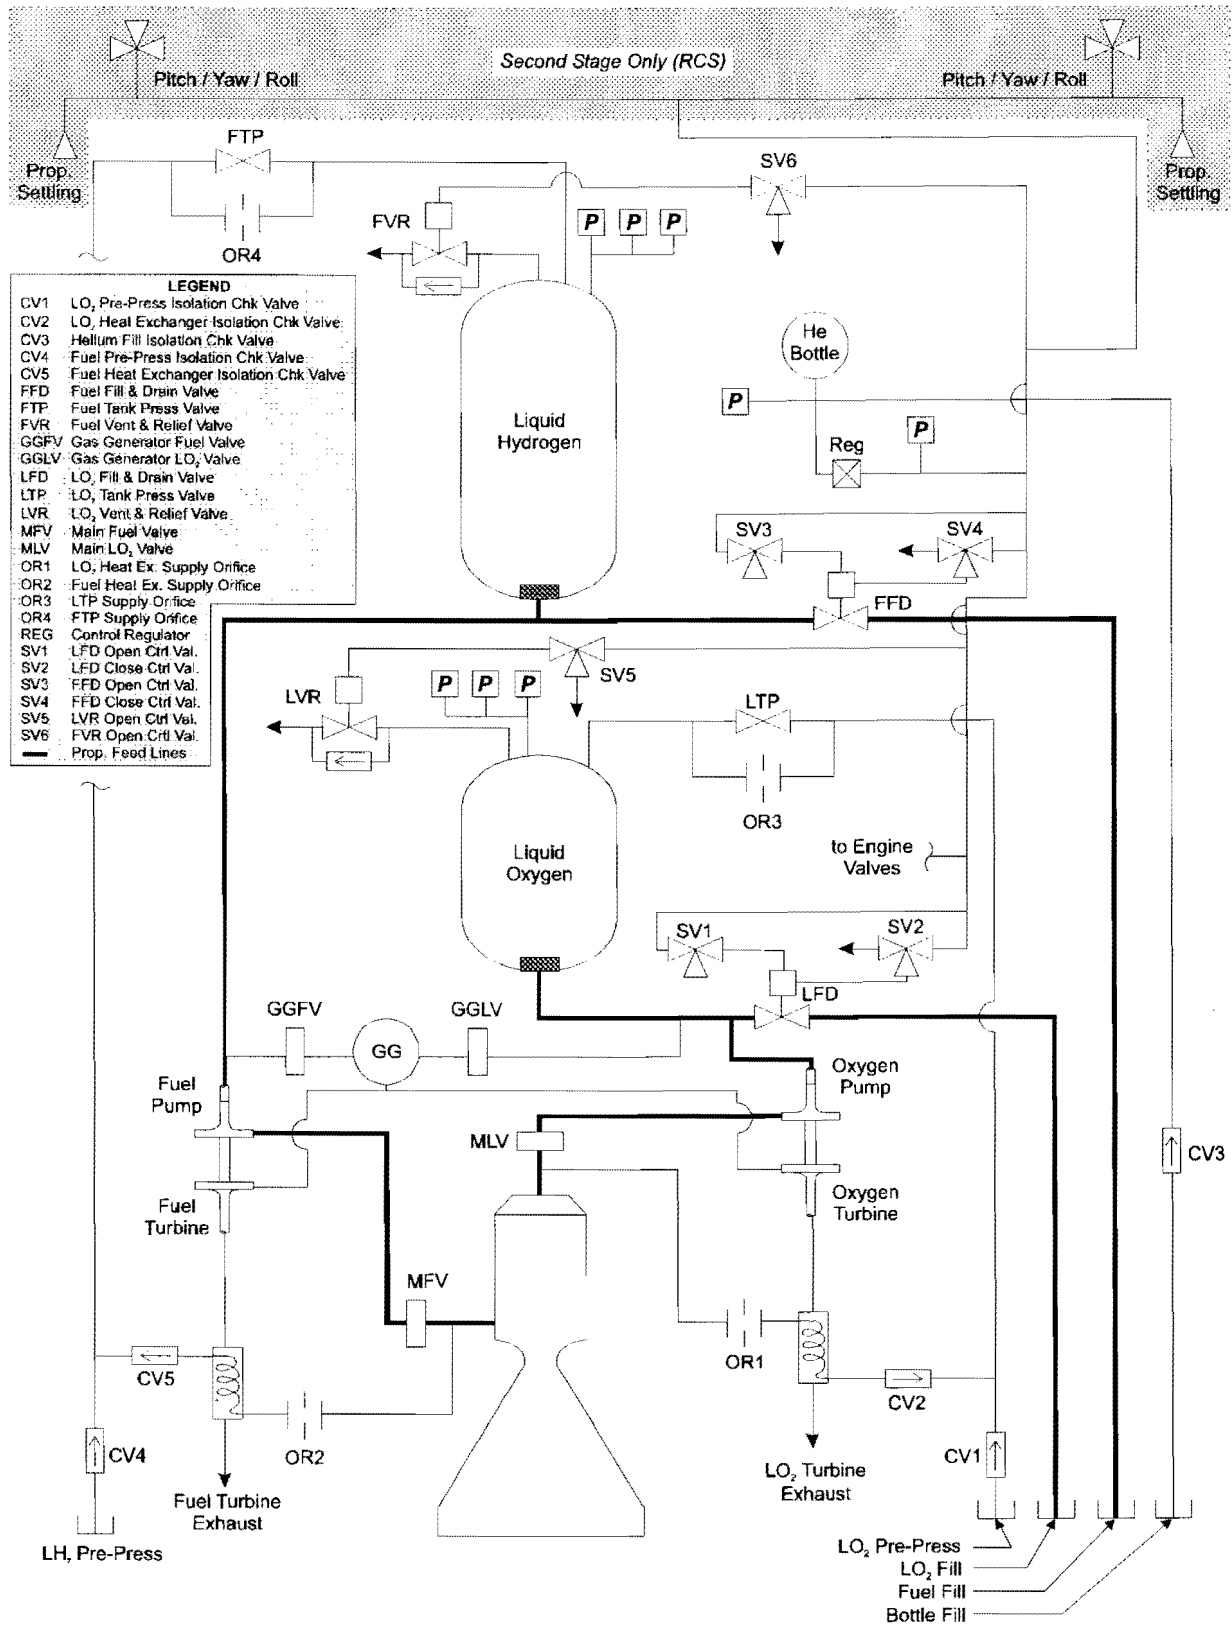 Second Stage Only (RCS)
Pitch / Yaw / Roll
Pitch / Yaw / Roll
Prop. Settling
Prop. Settling
FTP
OR4
FVR
P P P
SV6
He
Bottle
P
P
Reg
Liquid
Hydrogen
SV3
SV4
FFD
LEGEND
CV1 LO₂ Pre-Press Isolation Chk Valve
CV2 LO₂ Heat Exchanger Isolation Chk Valve
CV3 Helium Fill Isolation Chk Valve
CV4 Fuel Pre-Press Isolation Chk Valve
CV5 Fuel Heat Exchanger Isolation Chk Valve
FFD Fuel Fill & Drain Valve
FTP Fuel Tank Press Valve
FVR Fuel Vent & Relief Valve
GGFV Gas Generator Fuel Valve
GGLV Gas Generator LO₂ Valve
LFD LO₂ Fill & Drain Valve
LTP LO₂ Tank Press Valve
LVR LO₂ Vent & Relief Valve
MFV Main Fuel Valve
MLV Main LO₂ Valve
OR1 LO₂ Heat Ex. Supply Orifice
OR2 Fuel Heat Ex. Supply Orifice
OR3 LTP Supply Orifice
OR4 FTP Supply Orifice
REG Control Regulator
SV1 LFD Open Ctrl Val.
SV2 LFD Close Ctrl Val.
SV3 FFD Open Ctrl Val.
SV4 FFD Close Ctrl Val.
SV5 LVR Open Ctrl Val.
SV6 FVR Open Crtl Val.
Prop. Feed Lines
SV5
LVR
P P P
LTP
OR3
Liquid
Oxygen
to Engine
Valves
SV1
SV2
LFD
GGFV
GG
GGLV
Fuel
Pump
Oxygen
Pump
MLV
CV3
Fuel
Turbine
Oxygen
Turbine
MFV
OR1
CV5
CV2
OR2
CV4
CV1
Fuel Turbine
Exhaust
LO₂ Turbine
Exhaust
LH₂ Pre-Press
LO₂ Pre-Press
LO₂ Fill
Fuel Fill
Bottle Fill